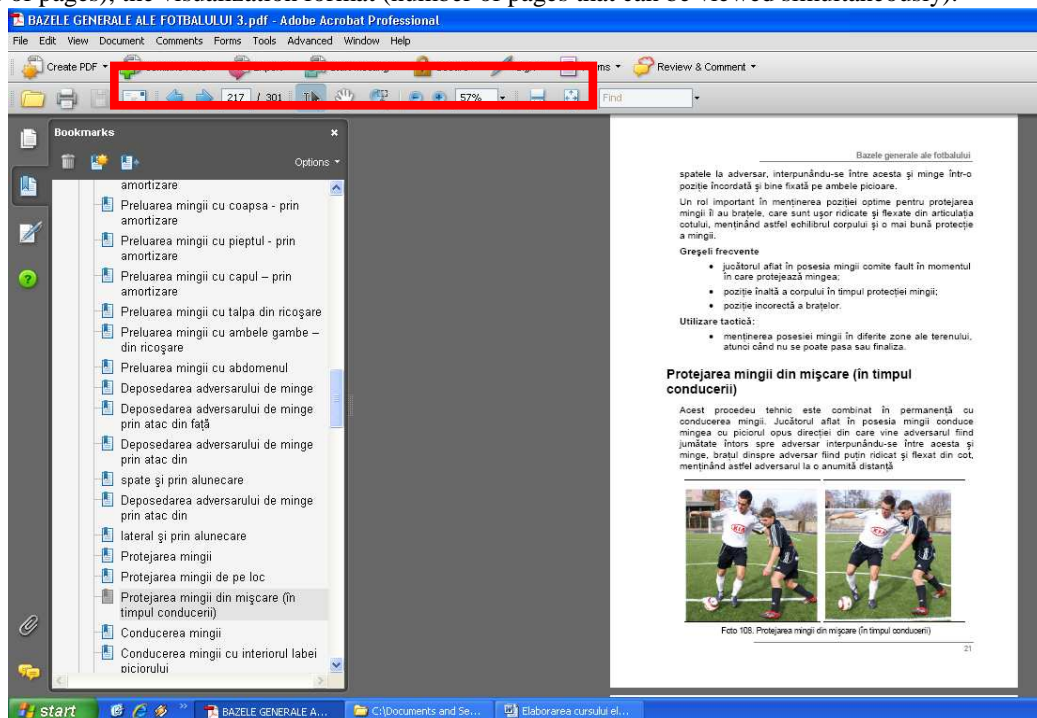 of pages), the visualization format (number of pages that can be viewed simultaneously).
BAZELE GENERALE ALE FOTBALULUI 3.pdf - Adobe Acrobat Professional
File Edit View Document Comments Forms Tools Advanced Window Help
Create PDF
Review & Comment
217 / 301
57%
Find
Bookmarks
Options
amortizare
Preluarea mingii cu coapsa - prin
amortizare
Preluarea mingii cu pieptul - prin
amortizare
Preluarea mingii cu capul – prin
amortizare
Preluarea mingii cu talpa din ricoşare
Preluarea mingii cu ambele gambe –
din ricoşare
Preluarea mingii cu abdomenul
Deposedarea adversarului de minge
Deposedarea adversarului de minge
prin atac din faţă
Deposedarea adversarului de minge
prin atac din
spate şi prin alunecare
Deposedarea adversarului de minge
prin atac din
lateral şi prin alunecare
Protejarea mingii
Protejarea mingii de pe loc
Protejarea mingii din mişcare (în
timpul conducerii)
Conducerea mingii
Conducerea mingii cu interiorul labei
piciorului
Bazele generale ale fotbalului
spatele la adversar, interpunându-se între acesta şi minge într-o
poziţie încordată şi bine fixată pe ambele picioare.
Un rol important în menţinerea poziţiei optime pentru protejarea
mingii îl au braţele, care sunt uşor ridicate şi flexate din articulaţia
cotului, menţinând astfel echilibrul corpului şi o mai bună protecţie
a mingii.
Greşeli frecvente
• jucătorul aflat în posesia mingii comite fault în momentul
în care protejează mingea;
• poziţie înaltă a corpului în timpul protecţiei mingii;
• poziţie incorectă a braţelor.
Utilizare tactică:
• menţinerea posesiei mingii în diferite zone ale terenului,
atunci când nu se poate pasa sau finaliza.
Protejarea mingii din mişcare (în timpul
conducerii)
Acest procedeu tehnic este combinat în permanenţă cu
conducerea mingii. Jucătorul aflat în posesia mingii conduce
mingea cu piciorul opus direcţiei din care vine adversarul fiind
jumătate întors spre adversar interpunându-se între acesta şi
minge, braţul dinspre adversar fiind puţin ridicat şi flexat din cot,
menţinând astfel adversarul la o anumită distanţă
KIA
KIA
Foto 108. Protejarea mingii din mişcare (în timpul conducerii)
21
start
BAZELE GENERALE A...
C:\Documents and Se...
Elaborarea cursului el...